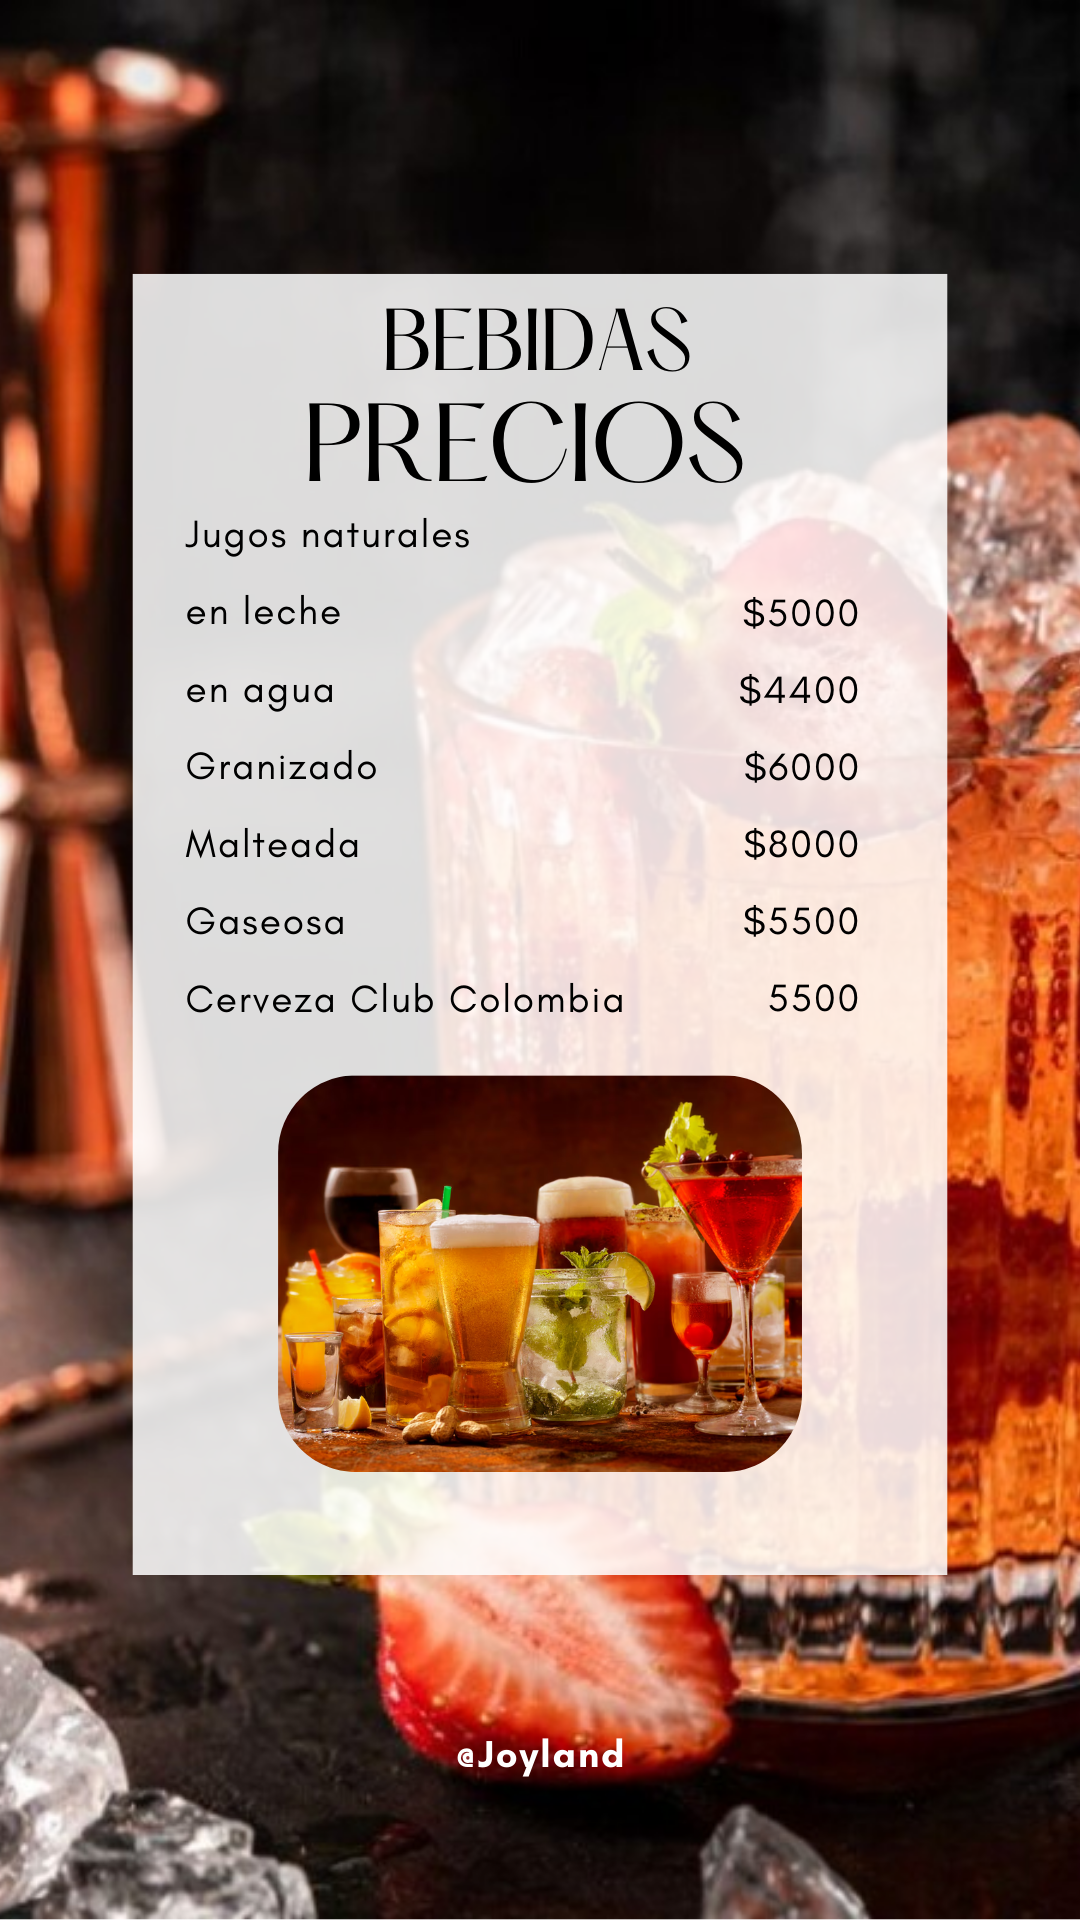 BEBIDAS
PRECIOS
Jugos naturales
en leche $5000
en agua $4400
Granizado $6000
Malteada $8000
Gaseosa $5500
Cerveza Club Colombia 5500
@Joyland